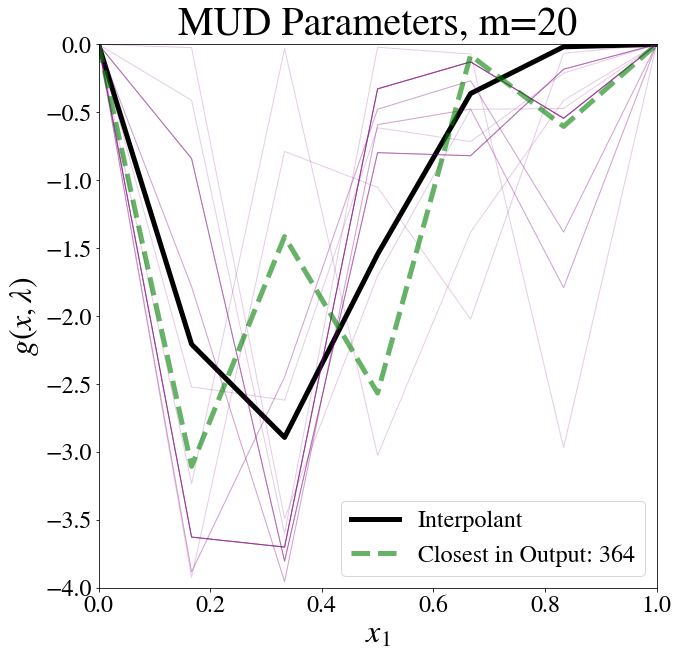 MUD Parameters, m=20
g(x, λ)
0.0
−0.5
−1.0
−1.5
−2.0
−2.5
−3.0
−3.5
−4.0
Interpolant
Closest in Output: 364
0.0 0.2 0.4 0.6 0.8 1.0
x₁